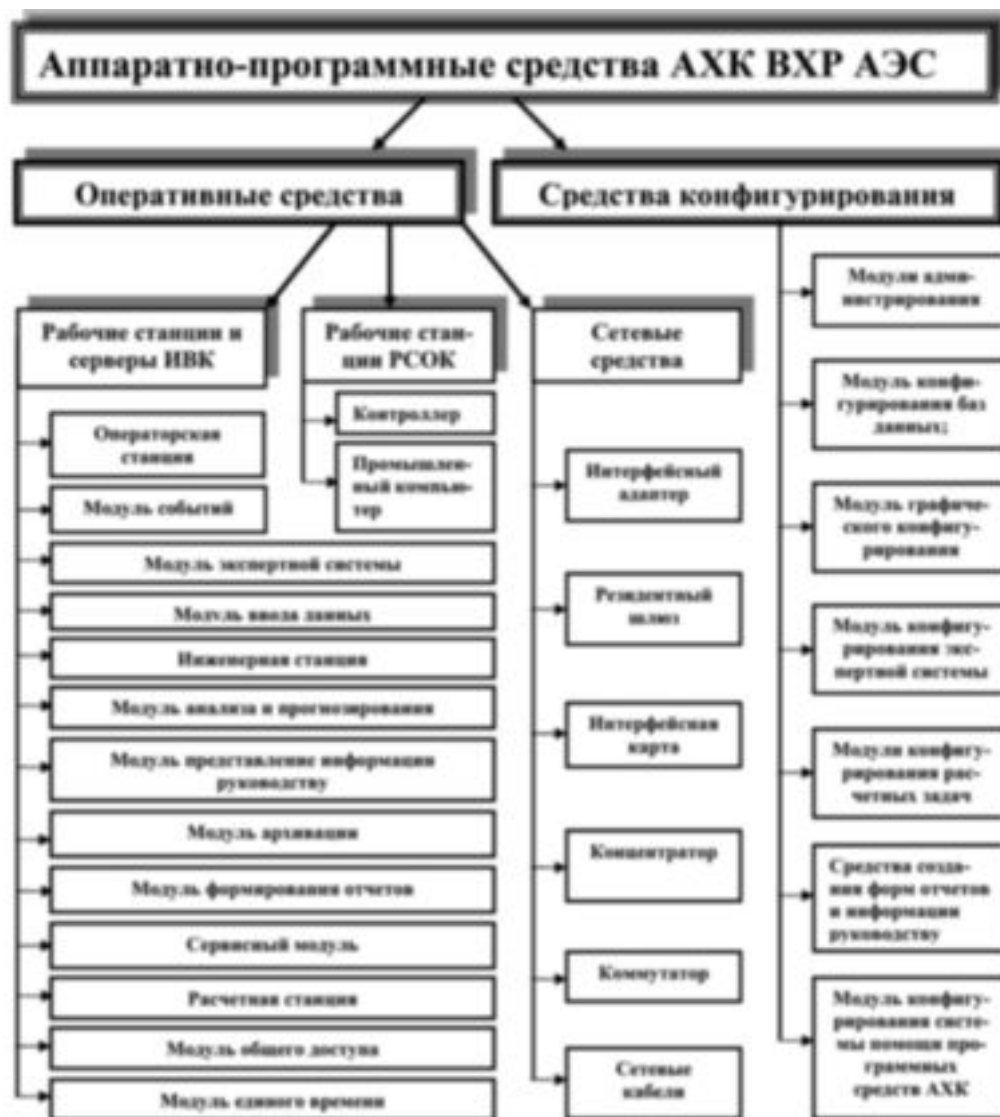 Аппаратно-программные средства АХК ВХР АЭС
Оперативные средства
Средства конфигурирования
Рабочие станции и
серверы ИВК
Операторская
станция
Модуль событий
Модуль экспертной системы
Модуль ввода данных
Инженерная станция
Модуль анализа и прогнозирования
Модуль представление информации
руководству
Модуль архивации
Модуль формирования отчетов
Сервисный модуль
Расчетная станция
Модуль общего доступа
Модуль единого времени
Рабочие стан-
ции РСОК
Контроллер
Промышлен-
ный компью-
тер
Сетевые
средства
Интерфейсный
адаптер
Резидентный
шлюз
Интерфейсная
карта
Концентратор
Коммутатор
Сетевые
кабели
Модули адми-
нистрирования
Модуль конфи-
гурирования баз
данных;
Модуль графиче-
ского конфигу-
рирования
Модуль конфигу-
рирования экс-
пертной системы
Модули конфигу-
рирования рас-
четных задач
Средства созда-
ния форм отчетов
и информации
руководству
Модуль конфигу-
рирования систе-
мы помощи про-
граммных
средств АХК